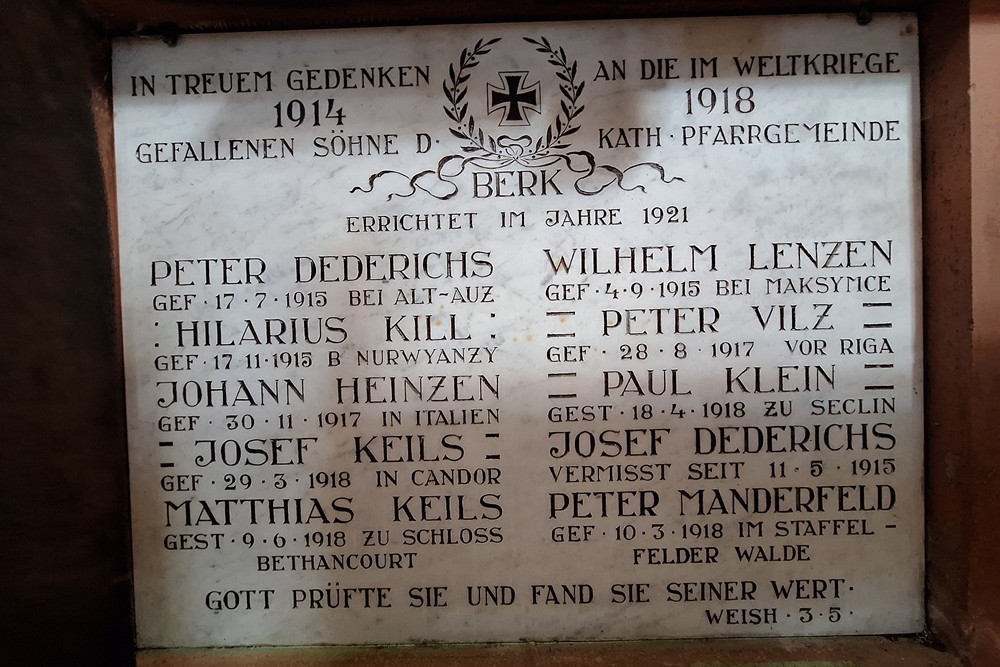 IN TREUEM GEDENKEN AN DIE IM WELTKRIEGE
1914 1918
GEFALLENEN SÖHNE D· KATH · PFARRGEMEINDE
BERK
ERRICHTET IM JAHRE 1921
PETER DEDERICHS
GEF · 17 · 7 · 1915 BEI ALT-AUZ
: HILARIUS KILL :
GEF · 17 11 · 1915 B NURWYANZY
JOHANN HEINZEN
GEF · 30 · 11 · 1917 IN ITALIEN
= JOSEF KEILS =
GEF · 29 · 3 · 1918 IN CANDOR
MATTHIAS KEILS
GEST · 9 · 6 · 1918 ZU SCHLOSS
BETHANCOURT
WILHELM LENZEN
GEF · 4 · 9 · 1915 BEI MAKSYMCE
= PETER VILZ =
GEF · 28 · 8 · 1917 VOR RIGA
= PAUL KLEIN =
GEST · 18 · 4 · 1918 ZU SECLIN
JOSEF DEDERICHS
VERMISST SEIT 11 · 5 · 1915
PETER MANDERFELD
GEF · 10 · 3 · 1918 IM STAFFEL -
FELDER WALDE
GOTT PRÜFTE SIE UND FAND SIE SEINER WERT ·
WEISH · 3 · 5 ·